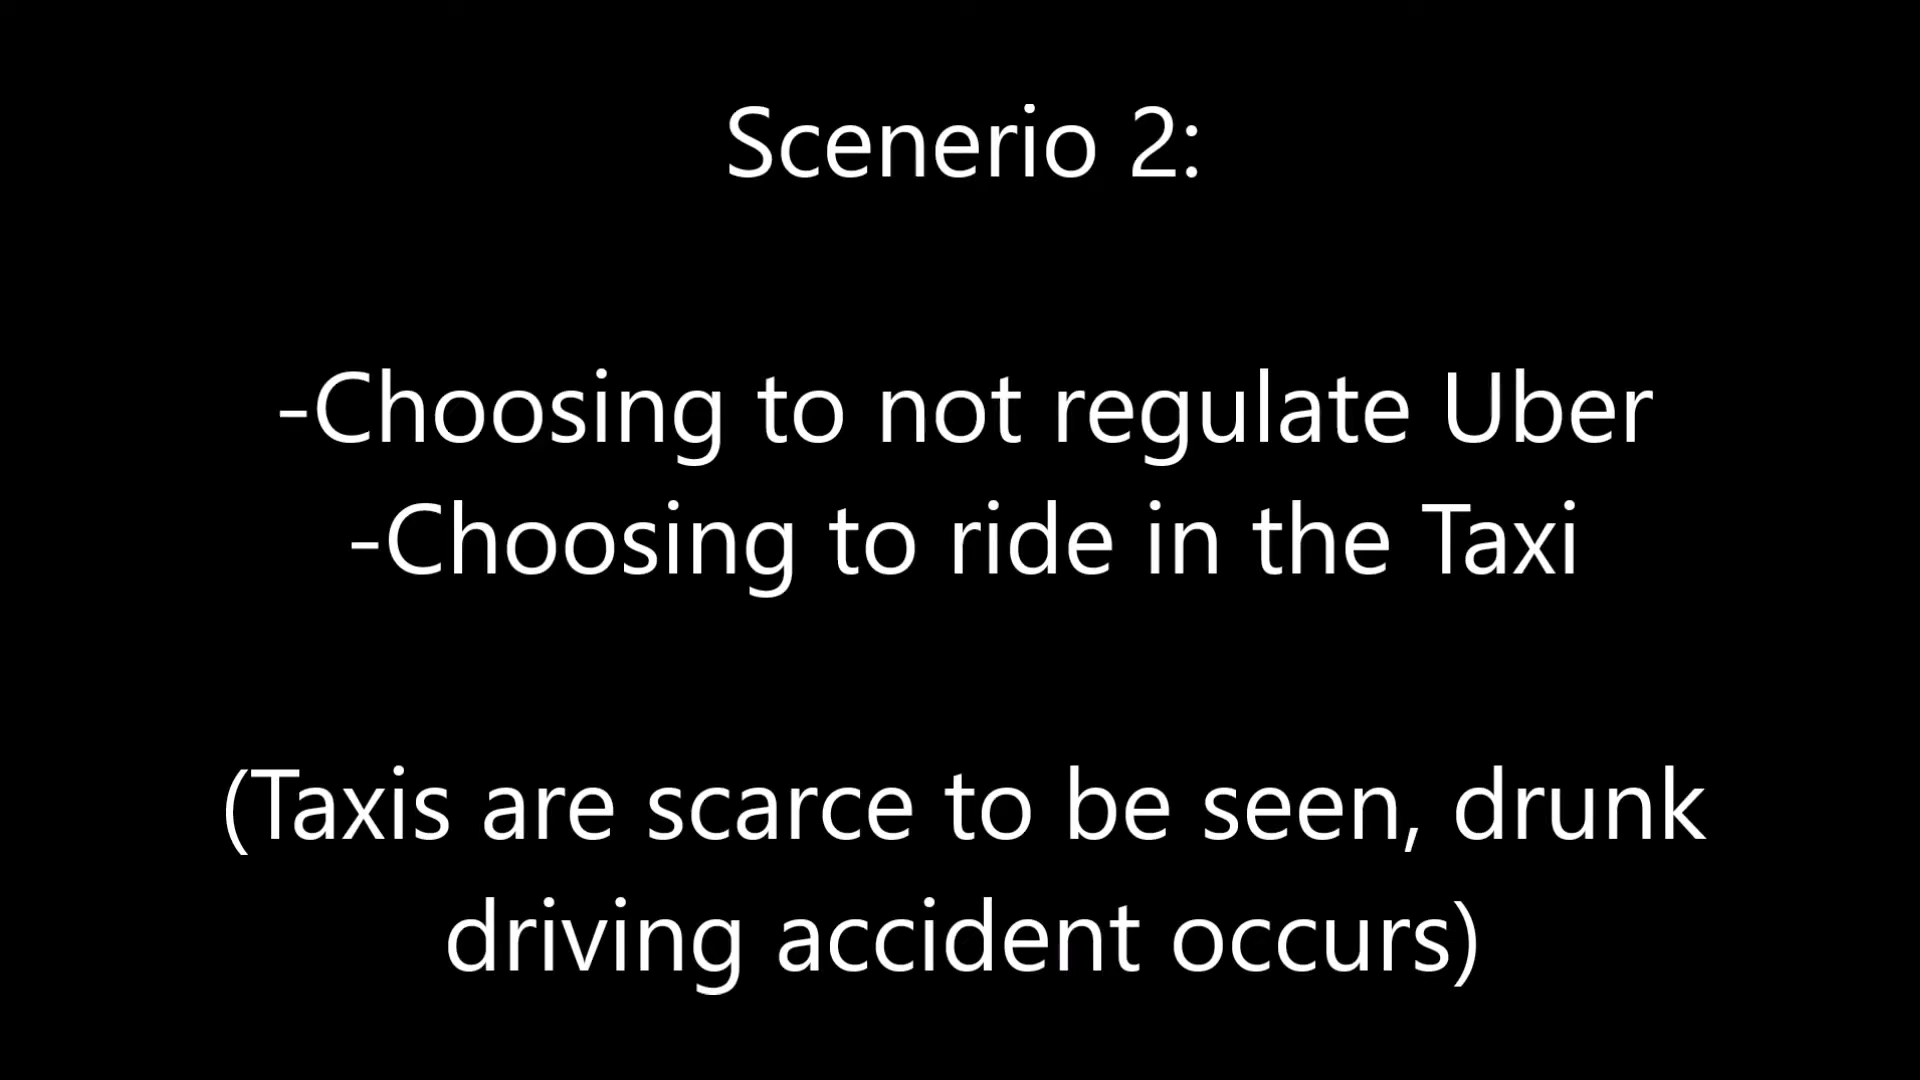 Scenerio 2:
-Choosing to not regulate Uber
-Choosing to ride in the Taxi
(Taxis are scarce to be seen, drunk
driving accident occurs)